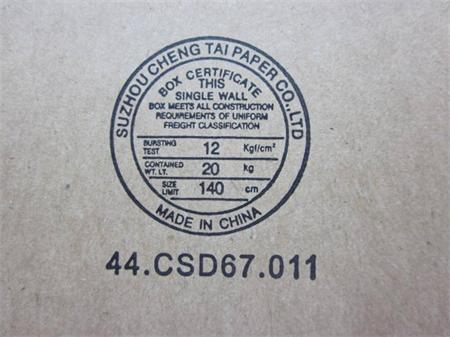 SUZHOU CHENG TAI PAPER CO.,LTD
BOX CERTIFICATE
THIS
SINGLE WALL
BOX MEETS ALL CONSTRUCTION
REQUIREMENTS OF UNIFORM
FREIGHT CLASSIFICATION
BURSTING TEST 12 Kgf/cm²
CONTAINED WT. LT. 20 kg
SIZE LIMIT 140 cm
MADE IN CHINA
44.CSD67.011